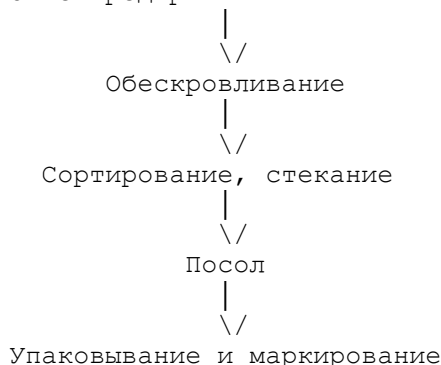 Обескровливание
Сортирование, стекание
Посол
Упаковывание и маркирование